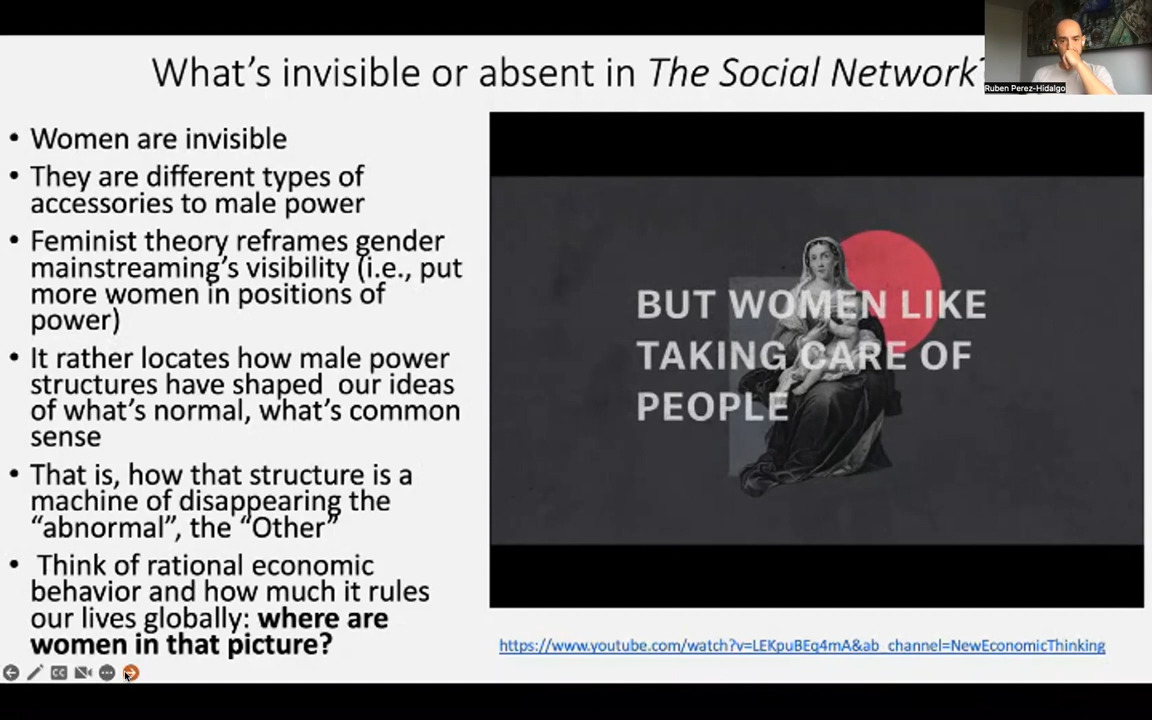 What's invisible or absent in The Social Network?
Ruben Perez-Hidalgo
• Women are invisible
• They are different types of
accessories to male power
• Feminist theory reframes gender
mainstreaming's visibility (i.e., put
more women in positions of
power)
• It rather locates how male power
structures have shaped our ideas
of what's normal, what's common
sense
• That is, how that structure is a
machine of disappearing the
“abnormal”, the “Other”
• Think of rational economic
behavior and how much it rules
our lives globally: where are
women in that picture?
BUT WOMEN LIKE
TAKING CARE OF
PEOPLE
https://www.youtube.com/watch?v=LEKpuBEq4mA&ab_channel=NewEconomicThinking
CC